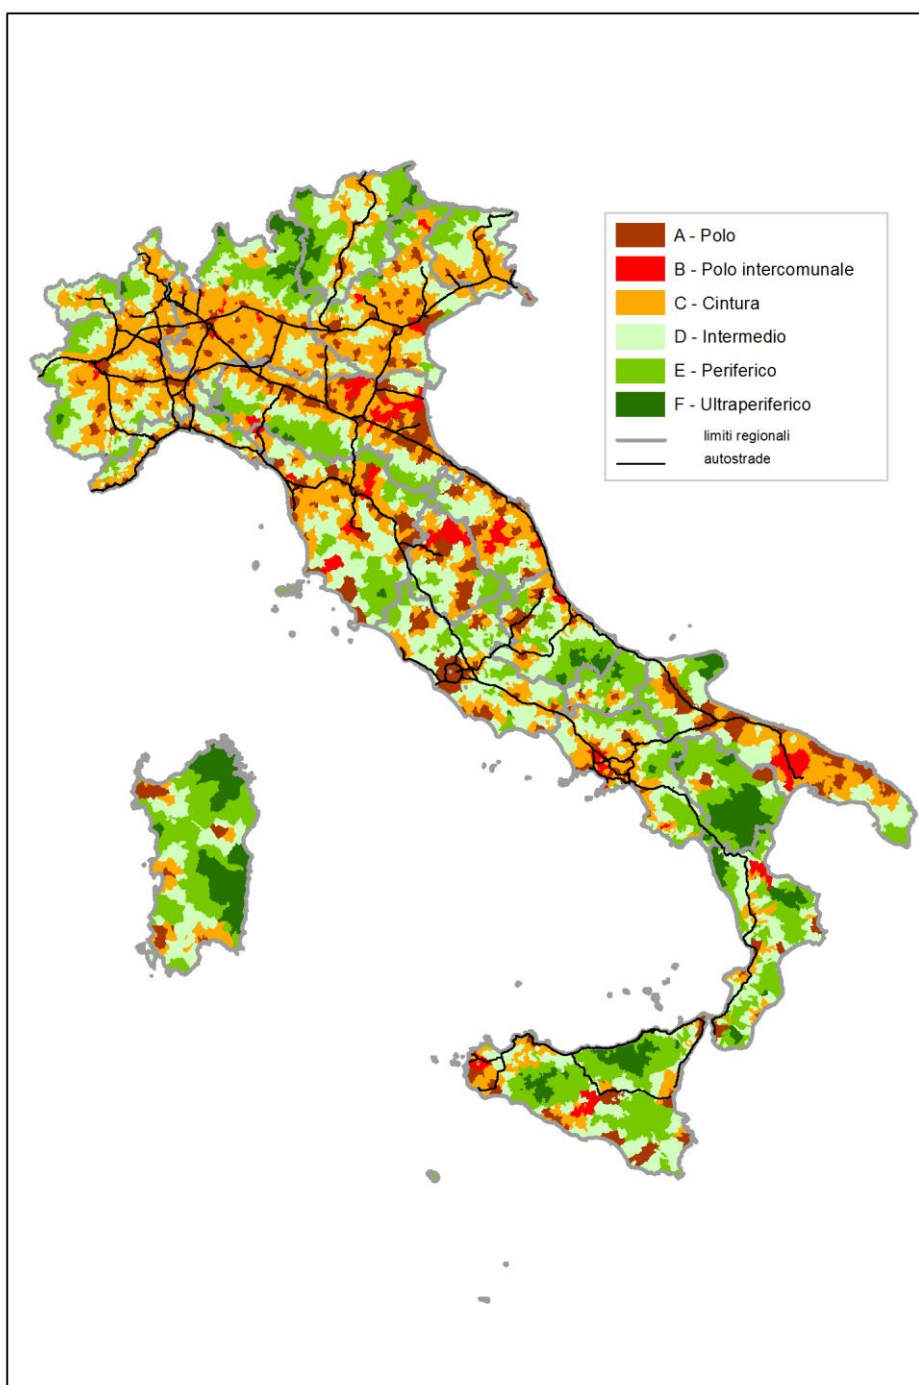 A - Polo
B - Polo intercomunale
C - Cintura
D - Intermedio
E - Periferico
F - Ultraperiferico
limiti regionali
autostrade